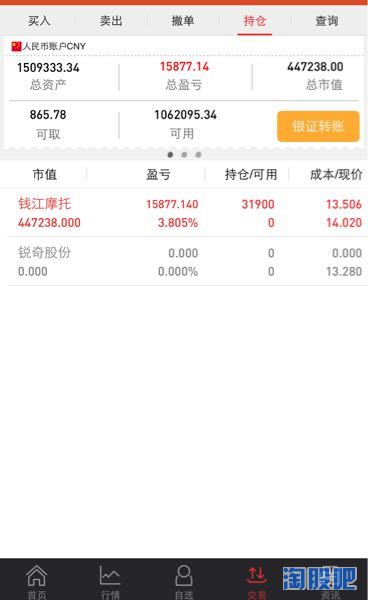 买入 卖出 撤单 持仓 查询
人民币账户CNY
1509333.34 15877.14 447238.00
总资产 总盈亏 总市值
865.78 1062095.34 银证转账
可取 可用
市值 盈亏 持仓/可用 成本/现价
钱江摩托 15877.140 31900 13.506
447238.000 3.805% 0 14.020
锐奇股份 0.000 0 0.000
0.000 0.000% 0 13.280
首页 行情 自选 交易 资讯
淘股吧